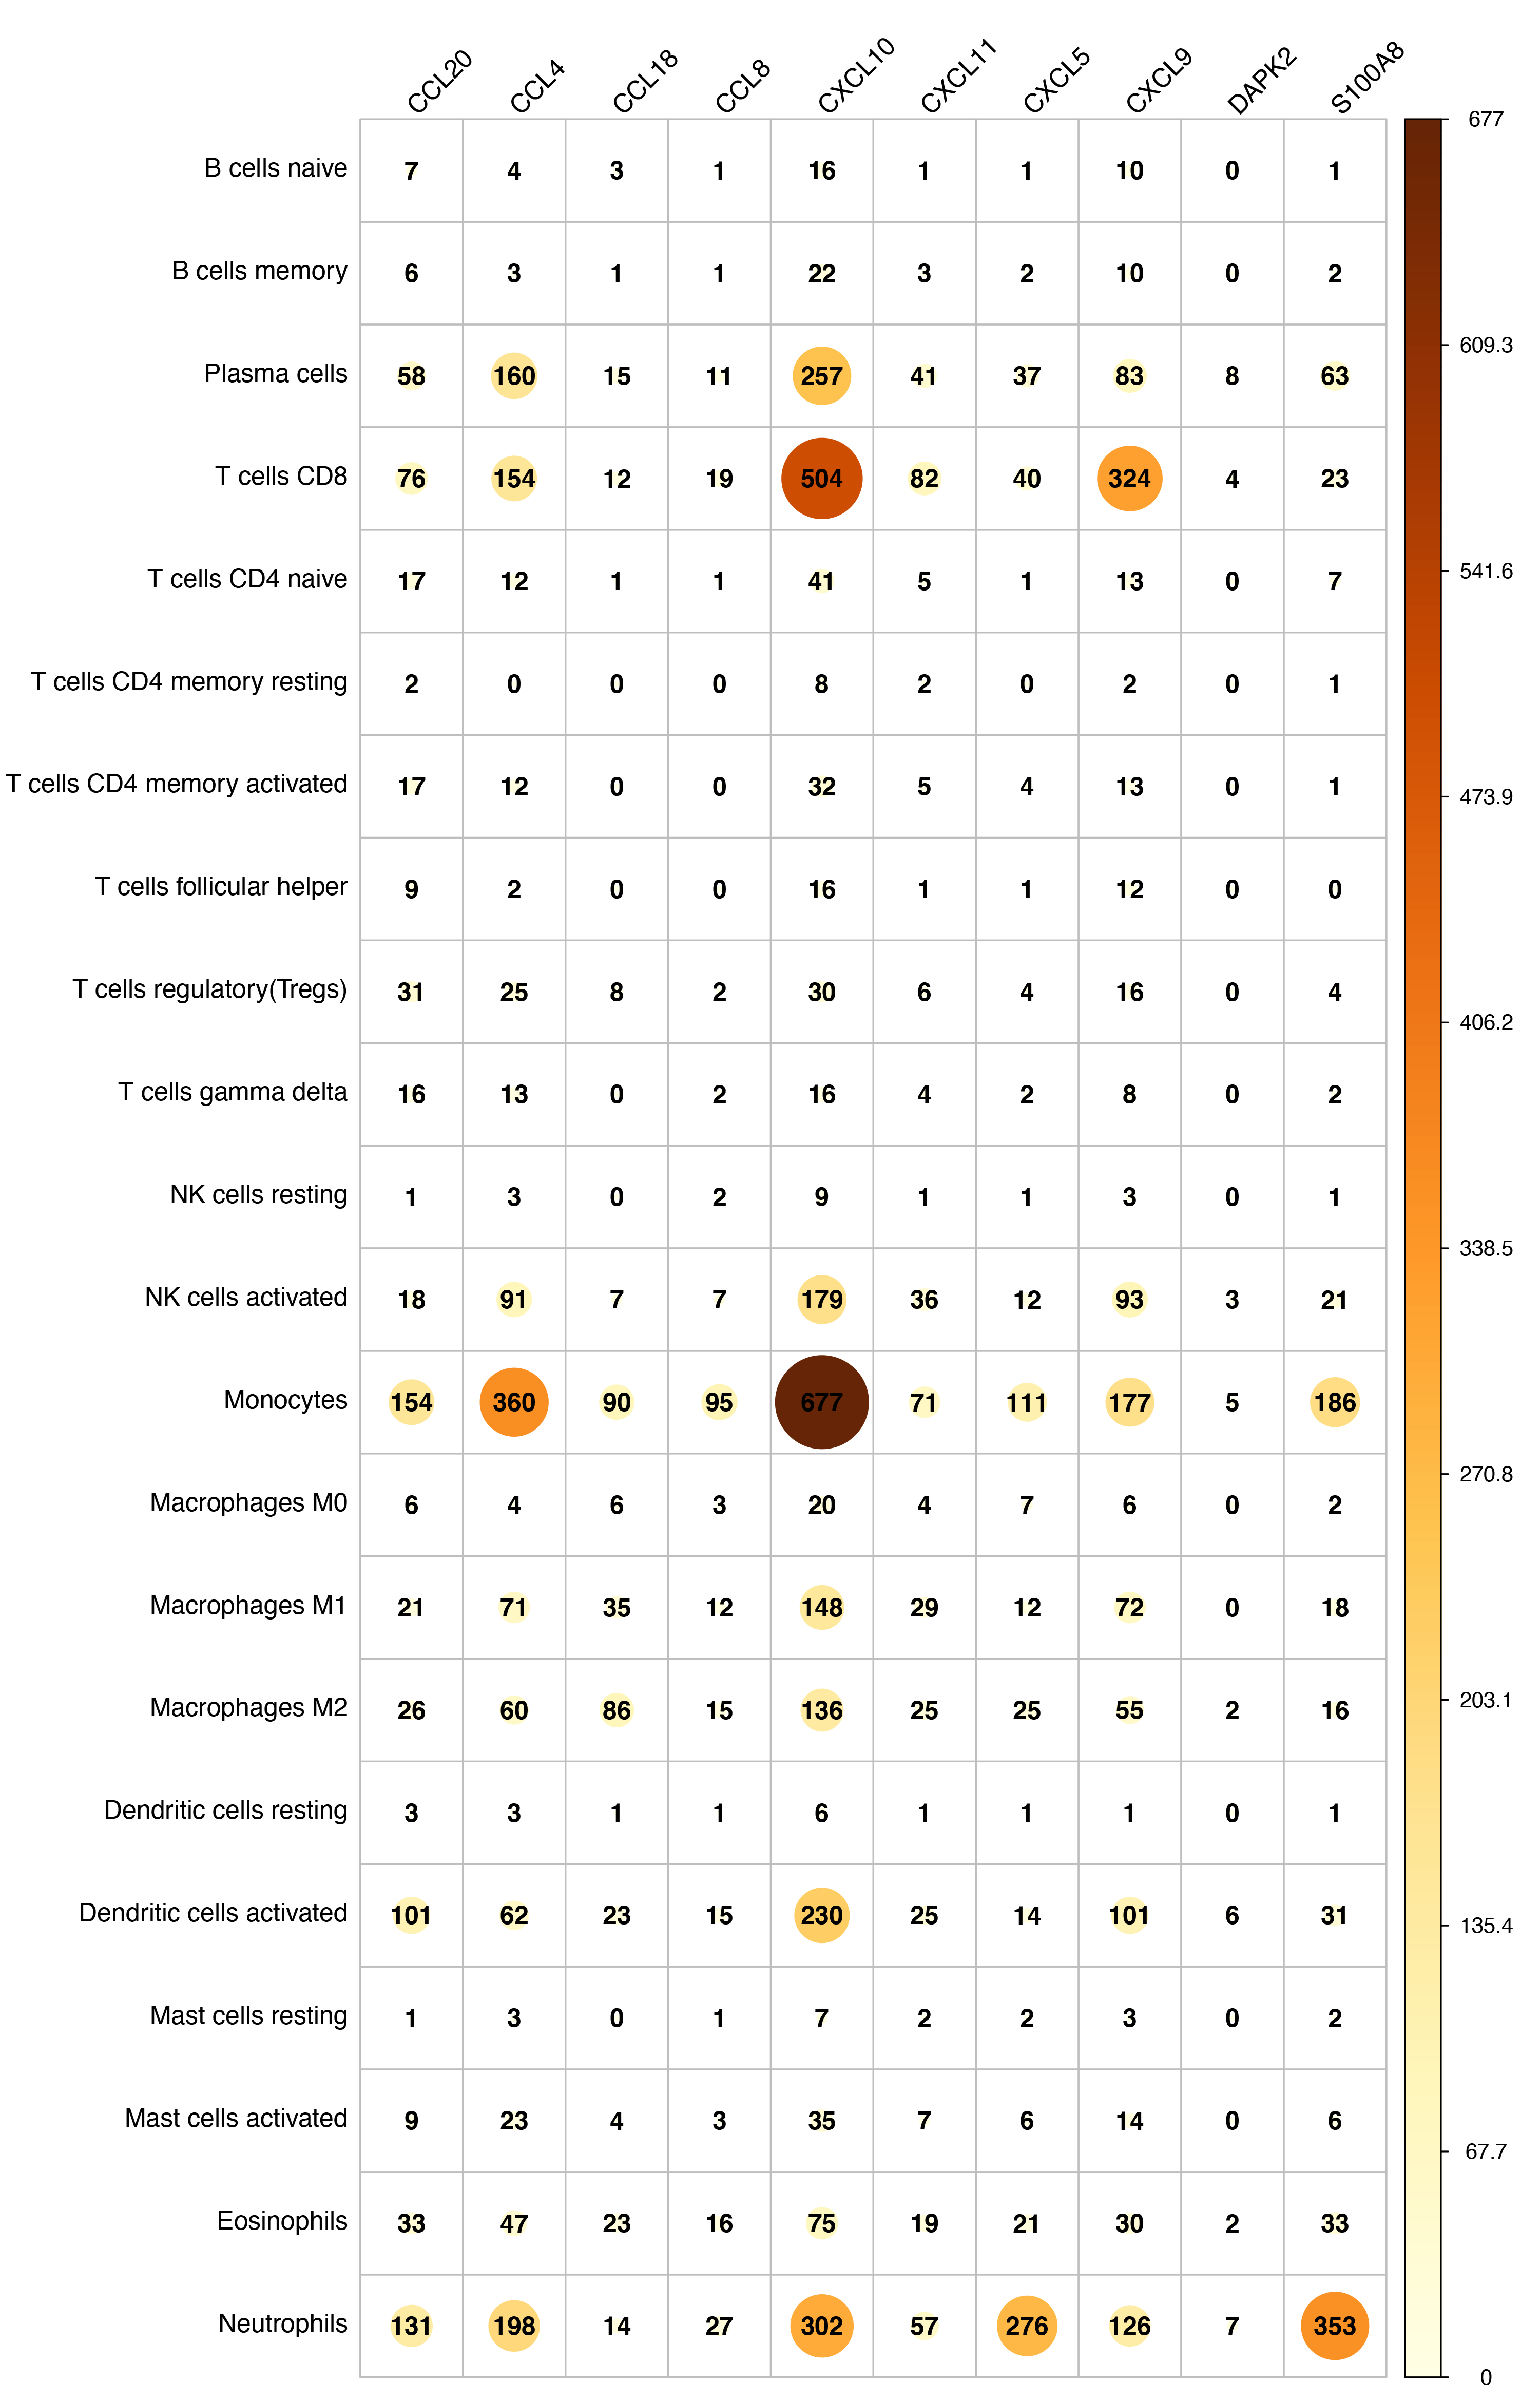 CCL20 CCL4 CCL18 CCL8 CXCL10 CXCL11 CXCL5 CXCL9 DAPK2 S100A8
B cells naive 7 4 3 1 16 1 1 10 0 1
B cells memory 6 3 1 1 22 3 2 10 0 2
Plasma cells 58 160 15 11 257 41 37 83 8 63
T cells CD8 76 154 12 19 504 82 40 324 4 23
T cells CD4 naive 17 12 1 1 41 5 1 13 0 7
T cells CD4 memory resting 2 0 0 0 8 2 0 2 0 1
T cells CD4 memory activated 17 12 0 0 32 5 4 13 0 1
T cells follicular helper 9 2 0 0 16 1 1 12 0 0
T cells regulatory(Tregs) 31 25 8 2 30 6 4 16 0 4
T cells gamma delta 16 13 0 2 16 4 2 8 0 2
NK cells resting 1 3 0 2 9 1 1 3 0 1
NK cells activated 18 91 7 7 179 36 12 93 3 21
Monocytes 154 360 90 95 677 71 111 177 5 186
Macrophages M0 6 4 6 3 20 4 7 6 0 2
Macrophages M1 21 71 35 12 148 29 12 72 0 18
Macrophages M2 26 60 86 15 136 25 25 55 2 16
Dendritic cells resting 3 3 1 1 6 1 1 1 0 1
Dendritic cells activated 101 62 23 15 230 25 14 101 6 31
Mast cells resting 1 3 0 1 7 2 2 3 0 2
Mast cells activated 9 23 4 3 35 7 6 14 0 6
Eosinophils 33 47 23 16 75 19 21 30 2 33
Neutrophils 131 198 14 27 302 57 276 126 7 353
677
609.3
541.6
473.9
406.2
338.5
270.8
203.1
135.4
67.7
0